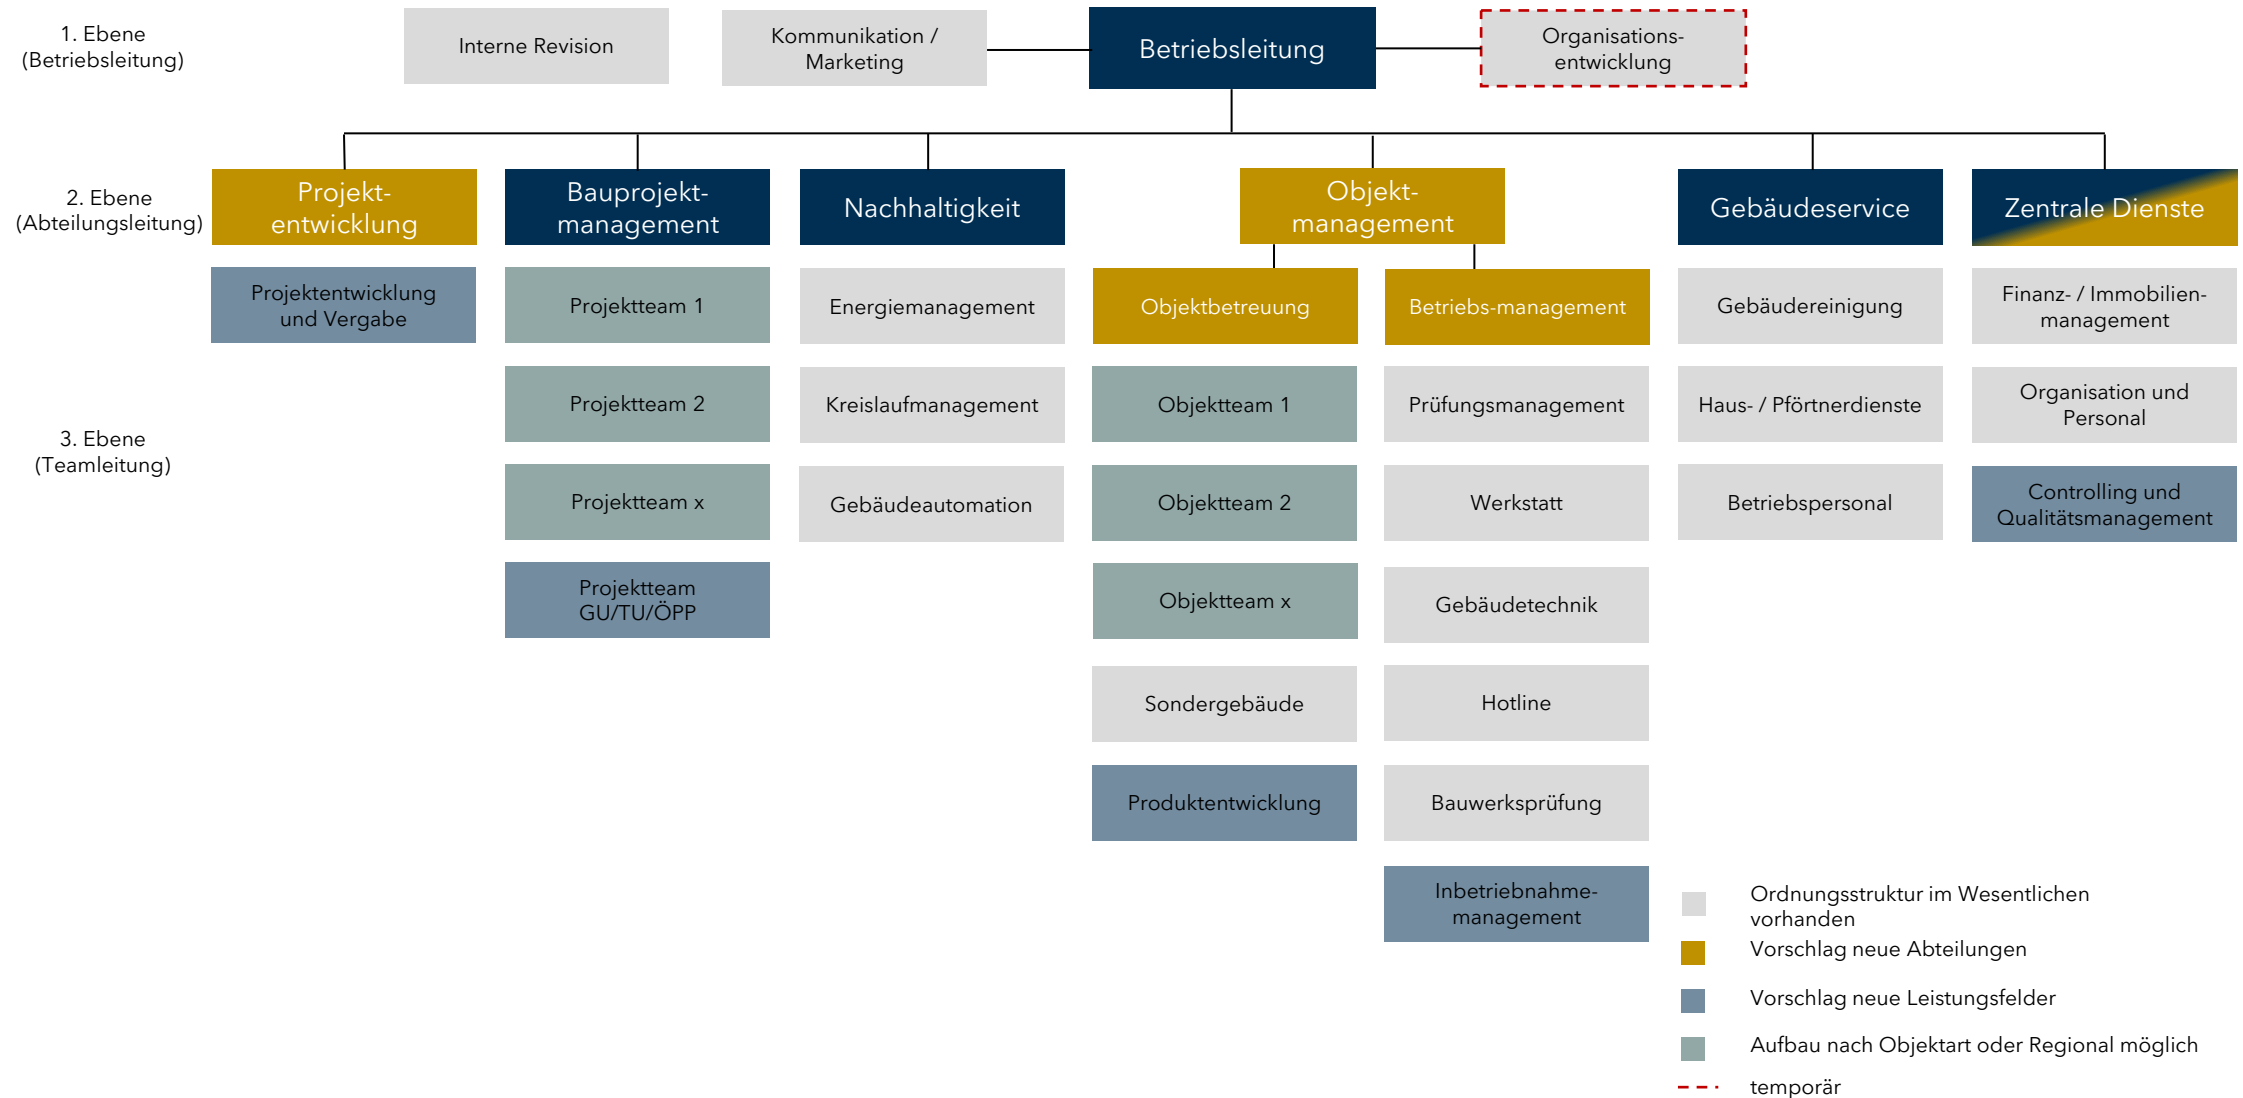 1. Ebene
(Betriebsleitung)
Interne Revision
Kommunikation /
Marketing
Betriebsleitung
Organisations-
entwicklung
2. Ebene
(Abteilungsleitung)
Projekt-
entwicklung
Bauprojekt-
management
Nachhaltigkeit
Objekt-
management
Gebäudeservice
Zentrale Dienste
3. Ebene
(Teamleitung)
Projektentwicklung
und Vergabe
Projektteam 1
Projektteam 2
Projektteam x
Projektteam
GU/TU/ÖPP
Energiemanagement
Kreislaufmanagement
Gebäudeautomation
Objektbetreuung
Objektteam 1
Objektteam 2
Objektteam x
Sondergebäude
Produktentwicklung
Betriebs-management
Prüfungsmanagement
Werkstatt
Gebäudetechnik
Hotline
Bauwerksprüfung
Inbetriebnahme-
management
Gebäudereinigung
Haus- / Pförtnerdienste
Betriebspersonal
Finanz- / Immobilien-
management
Organisation und
Personal
Controlling und
Qualitätsmanagement
Ordnungsstruktur im Wesentlichen
vorhanden
Vorschlag neue Abteilungen
Vorschlag neue Leistungsfelder
Aufbau nach Objektart oder Regional möglich
temporär